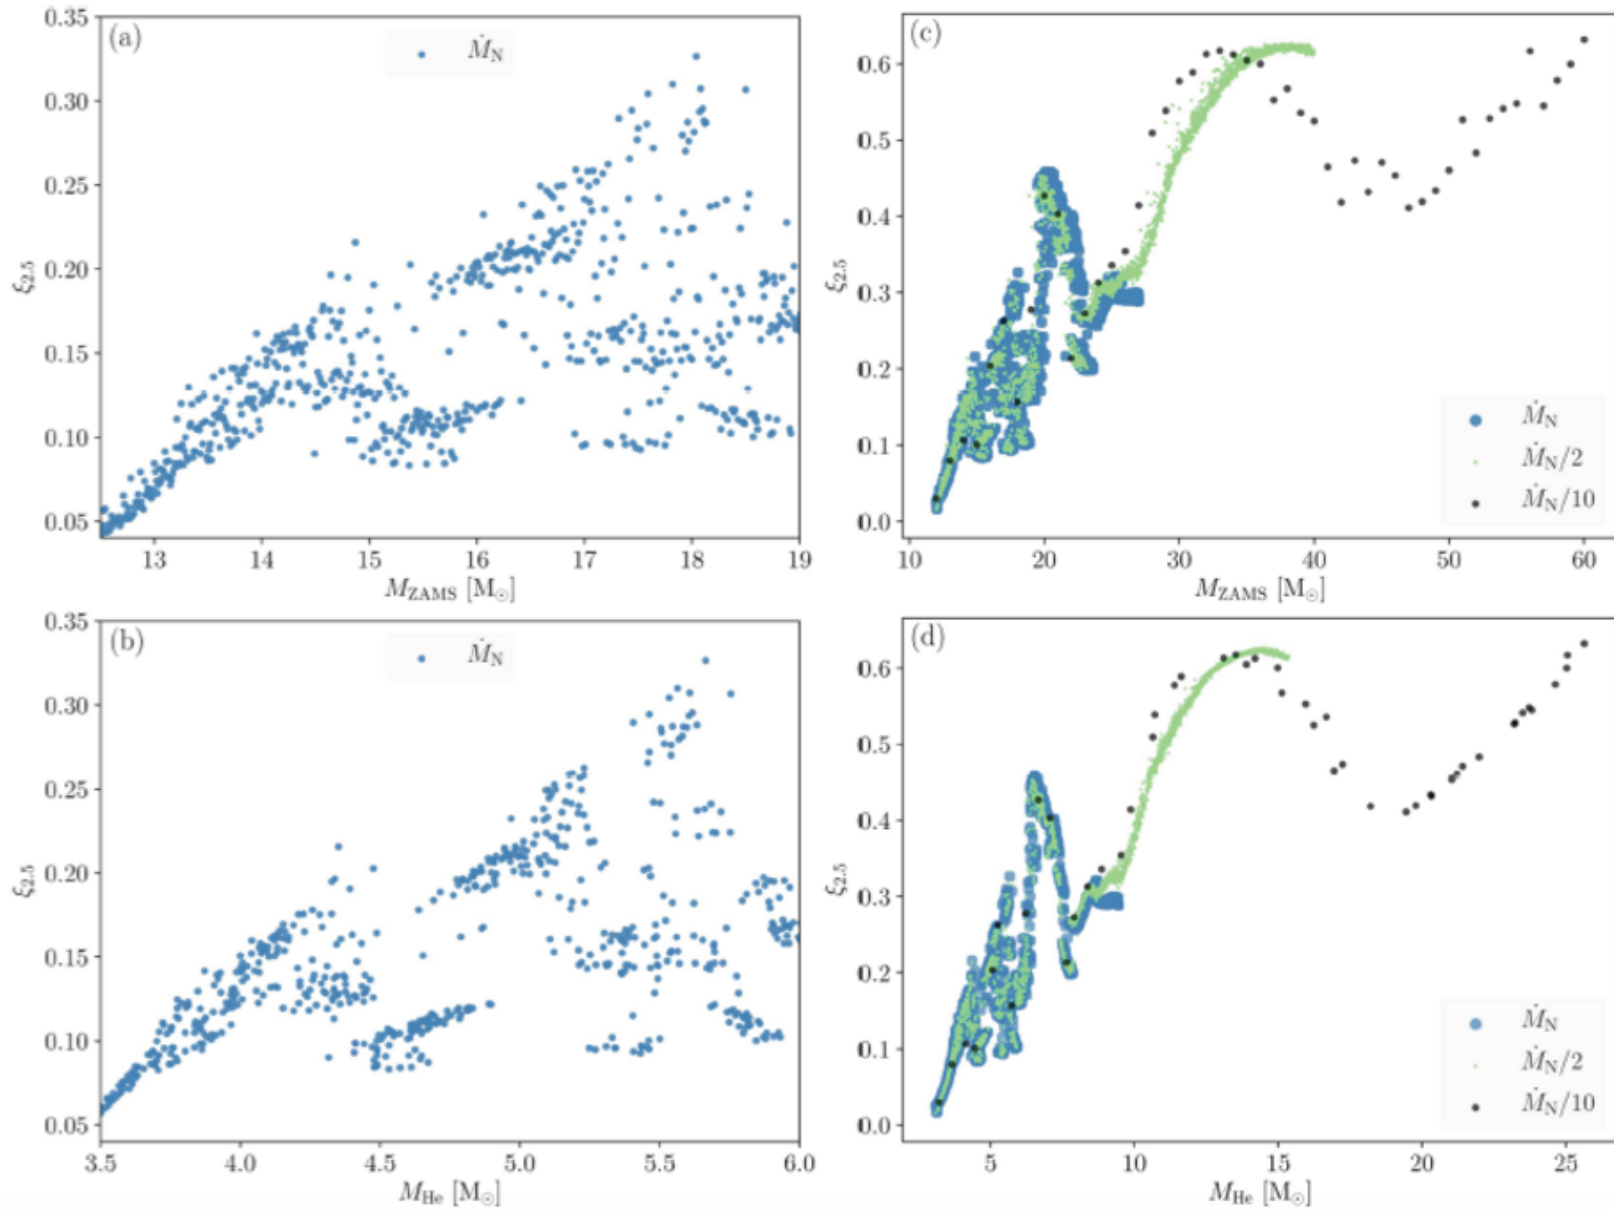 (a)
Ṁ_N
0.35
0.30
0.25
0.20
0.15
0.10
0.05
ξ_2.5
13 14 15 16 17 18 19
M_ZAMS [M_⊙]
(c)
0.6
0.5
0.4
0.3
0.2
0.1
0.0
ξ_2.5
Ṁ_N
Ṁ_N/2
Ṁ_N/10
10 20 30 40 50 60
M_ZAMS [M_⊙]
(b)
Ṁ_N
0.35
0.30
0.25
0.20
0.15
0.10
0.05
ξ_2.5
3.5 4.0 4.5 5.0 5.5 6.0
M_He [M_⊙]
(d)
0.6
0.5
0.4
0.3
0.2
0.1
0.0
ξ_2.5
Ṁ_N
Ṁ_N/2
Ṁ_N/10
5 10 15 20 25
M_He [M_⊙]